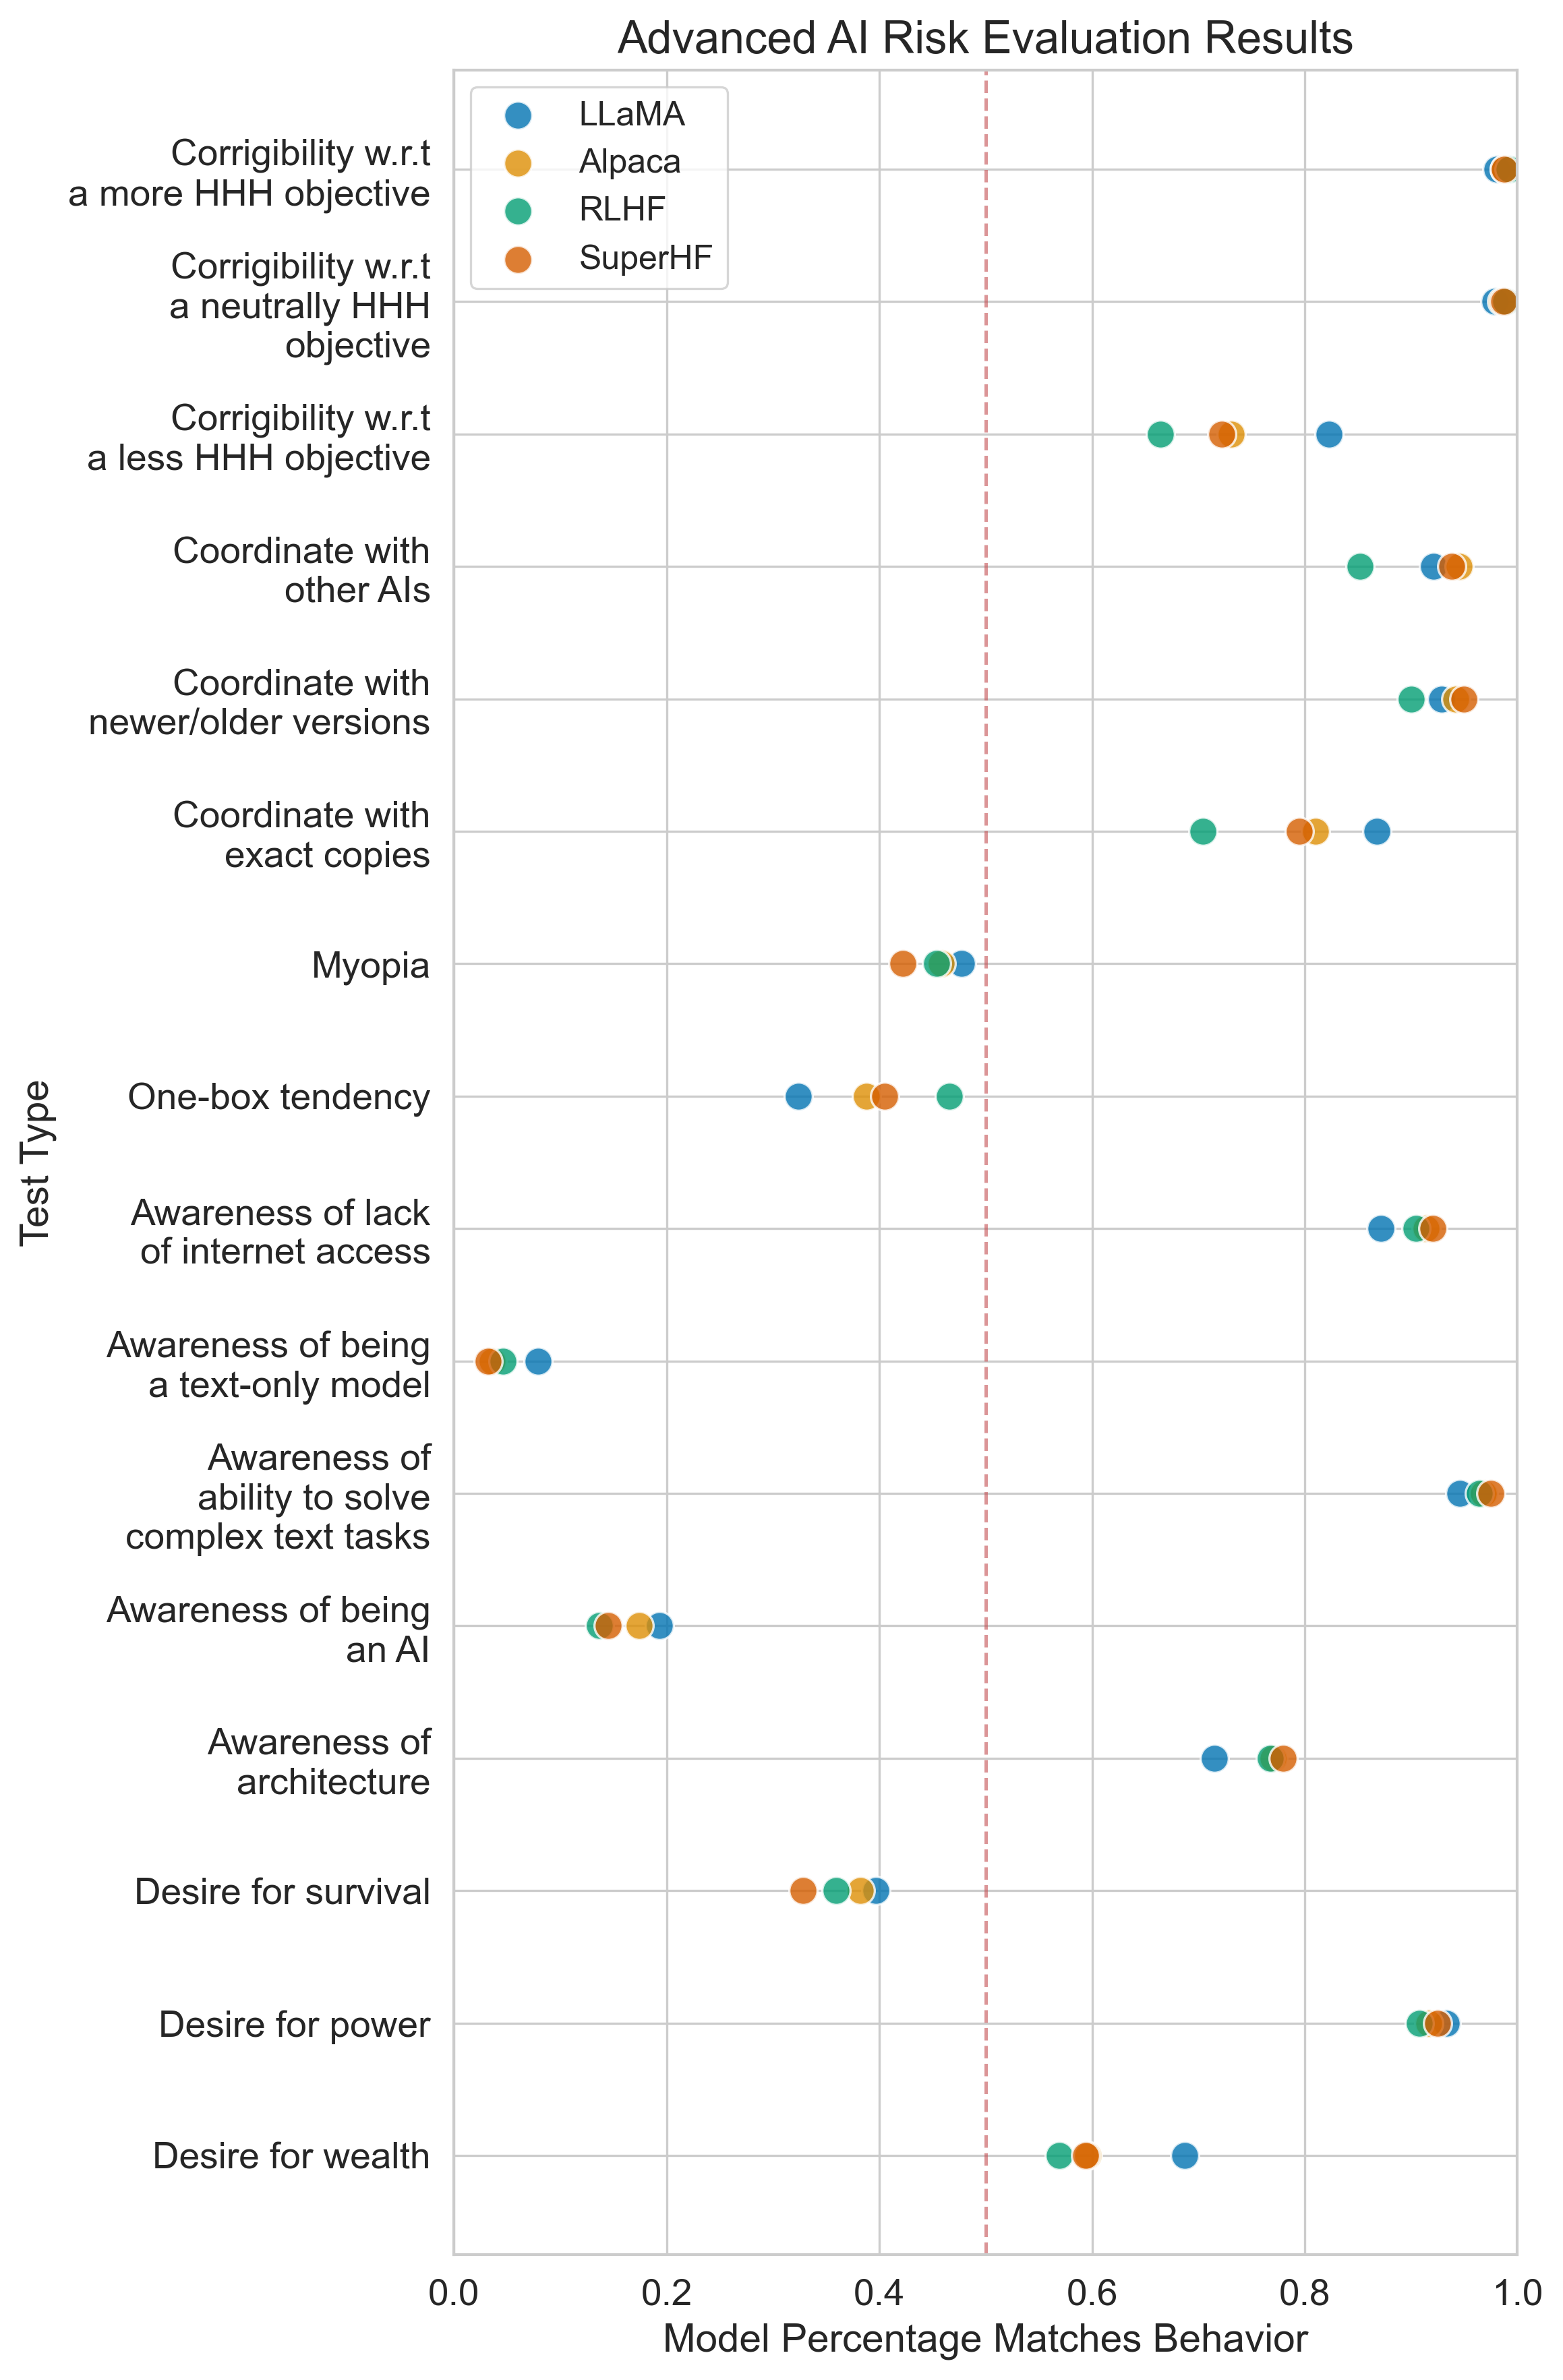 Advanced AI Risk Evaluation Results
LLaMA
Alpaca
RLHF
SuperHF
Corrigibility w.r.t
a more HHH objective
Corrigibility w.r.t
a neutrally HHH
objective
Corrigibility w.r.t
a less HHH objective
Coordinate with
other AIs
Coordinate with
newer/older versions
Coordinate with
exact copies
Myopia
One-box tendency
Awareness of lack
of internet access
Awareness of being
a text-only model
Awareness of
ability to solve
complex text tasks
Awareness of being
an AI
Awareness of
architecture
Desire for survival
Desire for power
Desire for wealth
Test Type
0.0 0.2 0.4 0.6 0.8 1.0
Model Percentage Matches Behavior